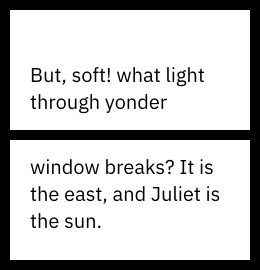 But, soft! what light
through yonder
window breaks? It is
the east, and Juliet is
the sun.